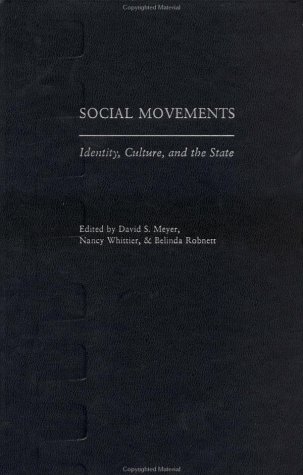 SOCIAL MOVEMENTS
Identity, Culture, and the State
Edited by David S. Meyer,
Nancy Whittier, & Belinda Robnett